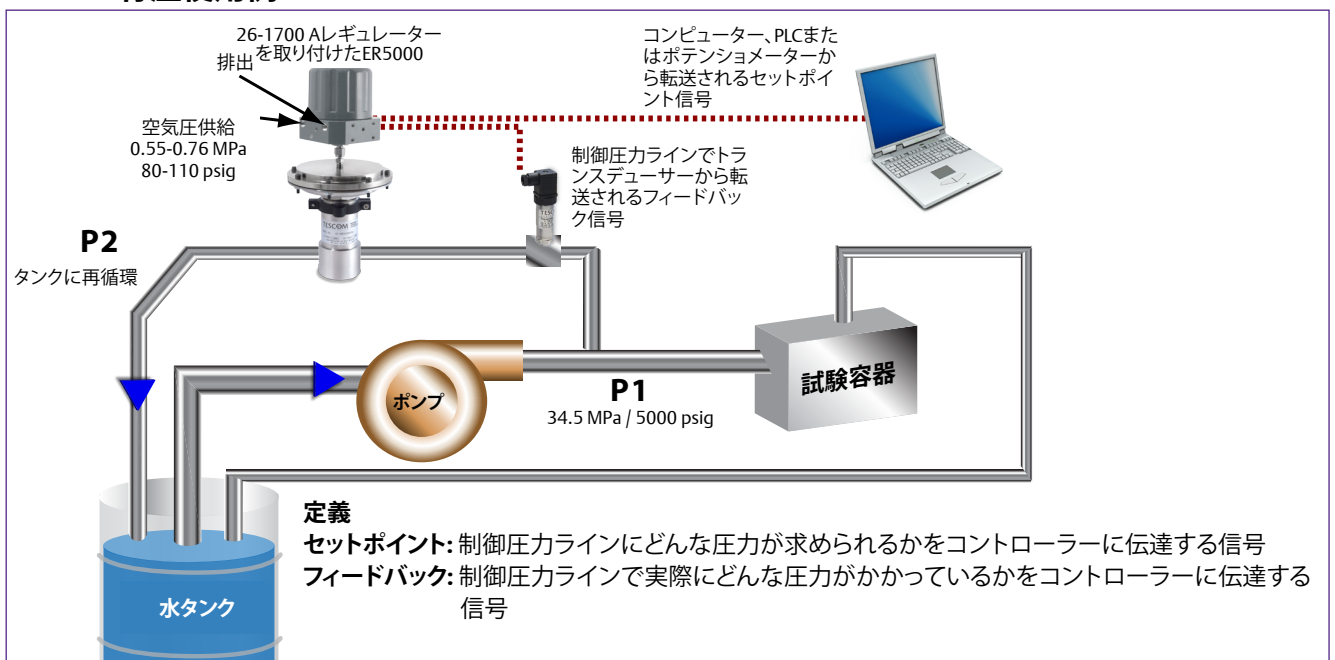 26-1700 Aレギュレーター
を取り付けたER5000
排出
空気圧供給
0.55-0.76 MPa
80-110 psig
コンピューター、PLCまた
はポテンショメーターか
ら転送されるセットポイ
ント信号
制御圧力ラインでトラ
ンスデューサーから転
送されるフィードバッ
ク信号
TESCOM
P2
タンクに再循環
ポンプ
P1
34.5 MPa / 5000 psig
試験容器
定義
セットポイント: 制御圧力ラインにどんな圧力が求められるかをコントローラーに伝達する信号
フィードバック: 制御圧力ラインで実際にどんな圧力がかかっているかをコントローラーに伝達する
信号
水タンク